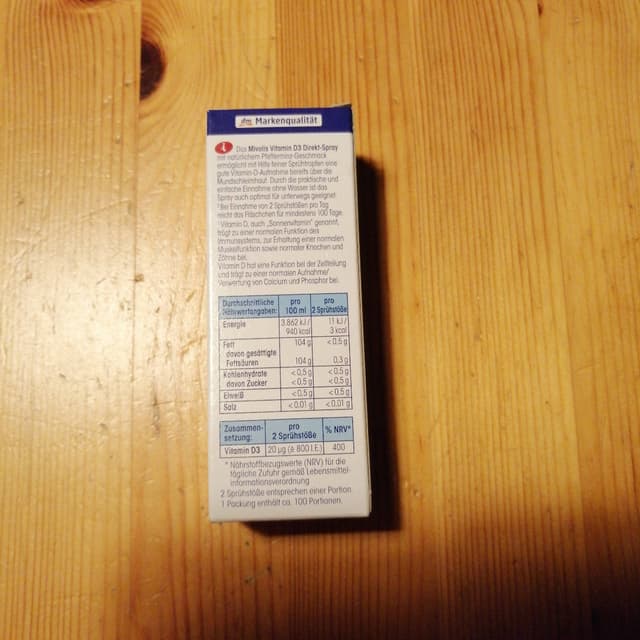 dm Markenqualität
i Das Mivolis Vitamin D3 Direkt-Spray
mit natürlichem Pfefferminz-Geschmack
ermöglicht mit Hilfe feiner Sprühtropfen eine
gute Vitamin-D-Aufnahme bereits über die
Mundschleimhaut. Durch die praktische und
einfache Einnahme ohne Wasser ist das
Spray auch optimal für unterwegs geeignet.
Bei Einnahme von 2 Sprühstößen pro Tag
reicht das Fläschchen für mindestens 100 Tage.
Vitamin D, auch „Sonnenvitamin" genannt,
trägt zu einer normalen Funktion des
Immunsystems, zur Erhaltung einer normalen
Muskelfunktion sowie normaler Knochen und
Zähne bei.
Vitamin D hat eine Funktion bei der Zellteilung
und trägt zu einer normalen Aufnahme/
Verwertung von Calcium und Phosphor bei.
Durchschnittliche pro pro
Nährwertangaben: 100 ml 2 Sprühstöße
Energie 3.862 kJ/ 11 kJ/
940 kcal 3 kcal
Fett 104 g <0,5 g
davon gesättigte
Fettsäuren 104 g 0,3 g
Kohlenhydrate <0,5 g <0,5 g
davon Zucker <0,5 g <0,5 g
Eiweiß <0,5 g <0,5 g
Salz <0,01 g <0,01 g
Zusammen- pro % NRV*
setzung: 2 Sprühstöße
Vitamin D3 20 µg (≙ 800 I.E.) 400
* Nährstoffbezugswerte (NRV) für die
tägliche Zufuhr gemäß Lebensmittel-
informationsverordnung
2 Sprühstöße entsprechen einer Portion.
1 Packung enthält ca. 100 Portionen.